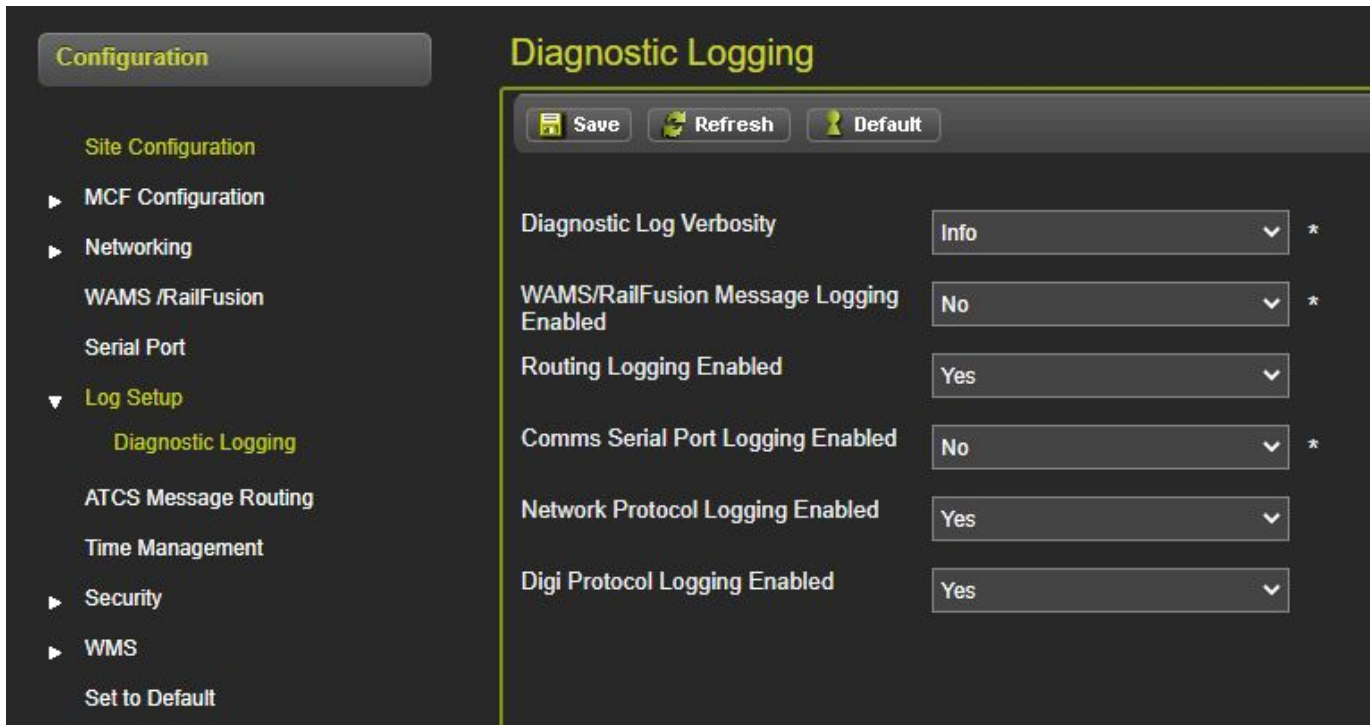 Configuration
Site Configuration
MCF Configuration
Networking
WAMS /RailFusion
Serial Port
Log Setup
Diagnostic Logging
ATCS Message Routing
Time Management
Security
WMS
Set to Default
Diagnostic Logging
Save Refresh Default
Diagnostic Log Verbosity Info *
WAMS/RailFusion Message Logging
Enabled No *
Routing Logging Enabled Yes
Comms Serial Port Logging Enabled No *
Network Protocol Logging Enabled Yes
Digi Protocol Logging Enabled Yes